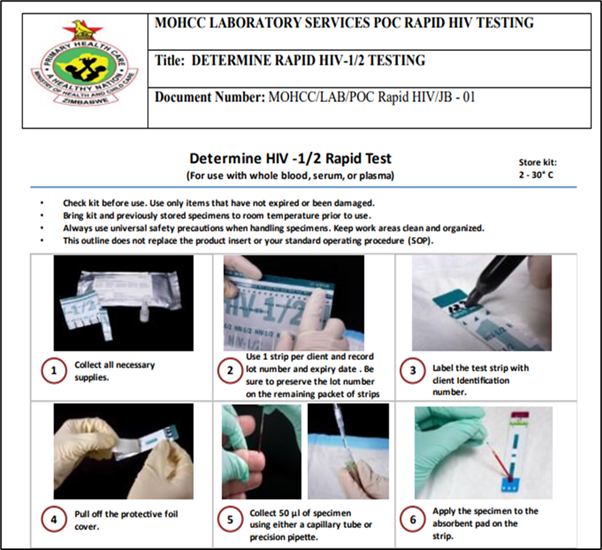 MOHCC LABORATORY SERVICES POC RAPID HIV TESTING
Title: DETERMINE RAPID HIV-1/2 TESTING
Document Number: MOHCC/LAB/POC Rapid HIV/JB - 01
PRIMARY HEALTH CARE
A HEALTHY NATION
MINISTRY OF HEALTH AND CHILD CARE
ZIMBABWE
Determine HIV -1/2 Rapid Test
(For use with whole blood, serum, or plasma)
Store kit:
2 - 30° C
• Check kit before use. Use only items that have not expired or been damaged.
• Bring kit and previously stored specimens to room temperature prior to use.
• Always use universal safety precautions when handling specimens. Keep work areas clean and organized.
• This outline does not replace the product insert or your standard operating procedure (SOP).
HIV-1/2
1 Collect all necessary
supplies.
2 Use 1 strip per client and record
lot number and expiry date . Be
sure to preserve the lot number
on the remaining packet of strips
3 Label the test strip with
client Identification
number.
4 Pull off the protective foil
cover.
5 Collect 50 µl of specimen
using either a capillary tube or
precision pipette.
6 Apply the specimen to the
absorbent pad on the
strip.